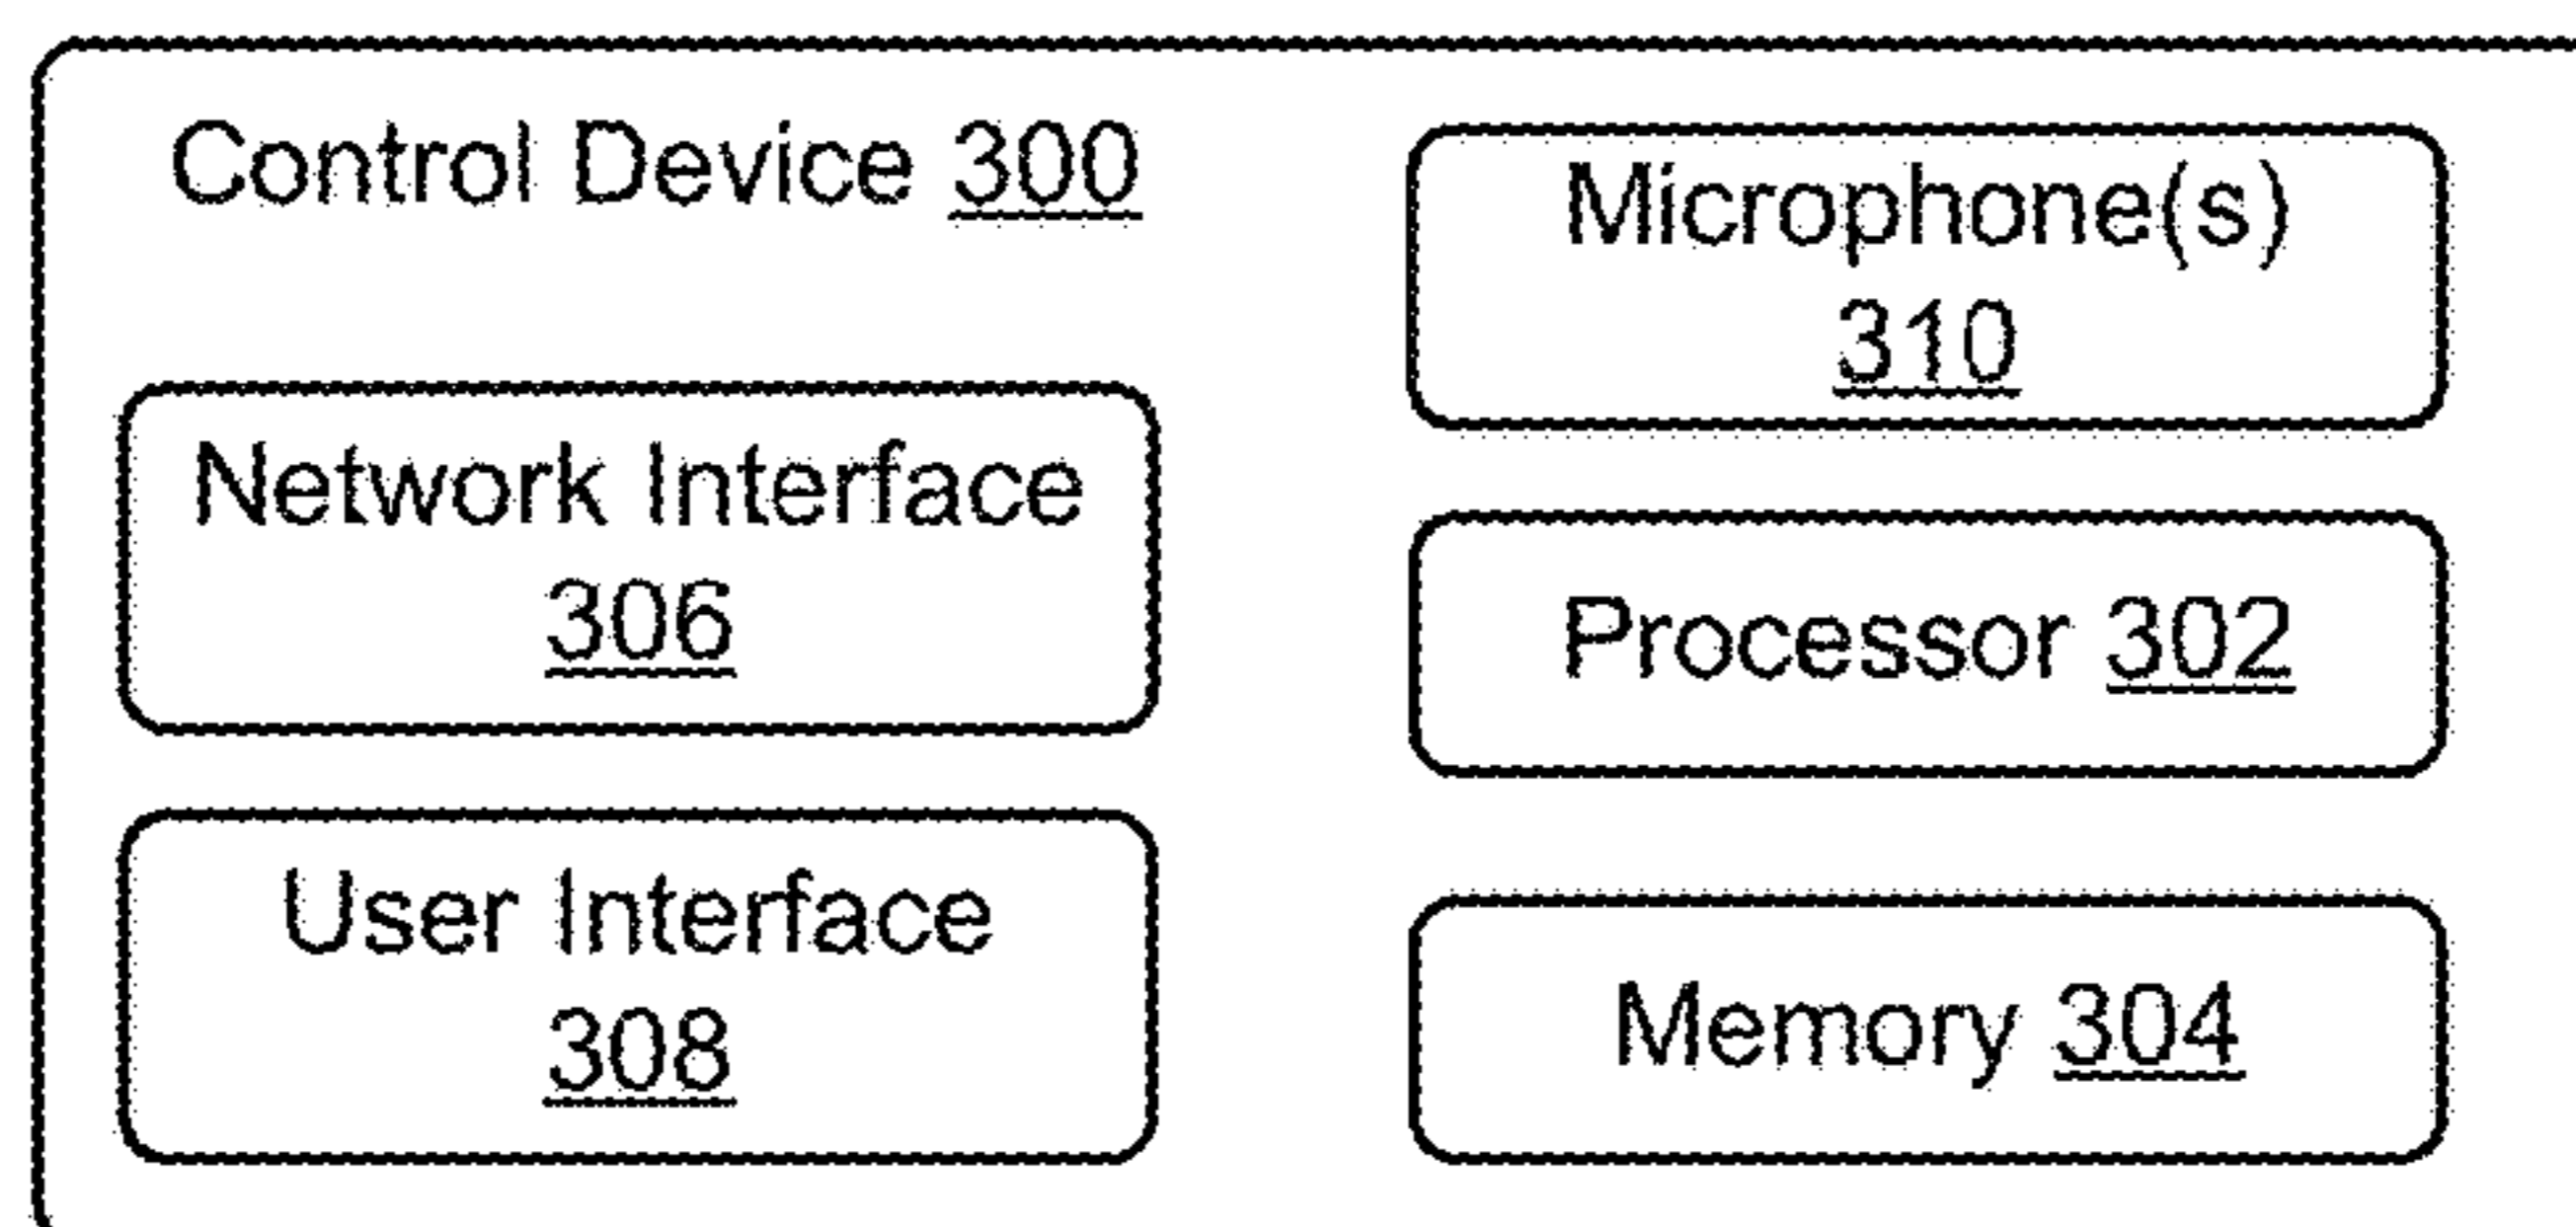 Control Device 300
Microphone(s)
310
Network Interface
306
Processor 302
User Interface
308
Memory 304